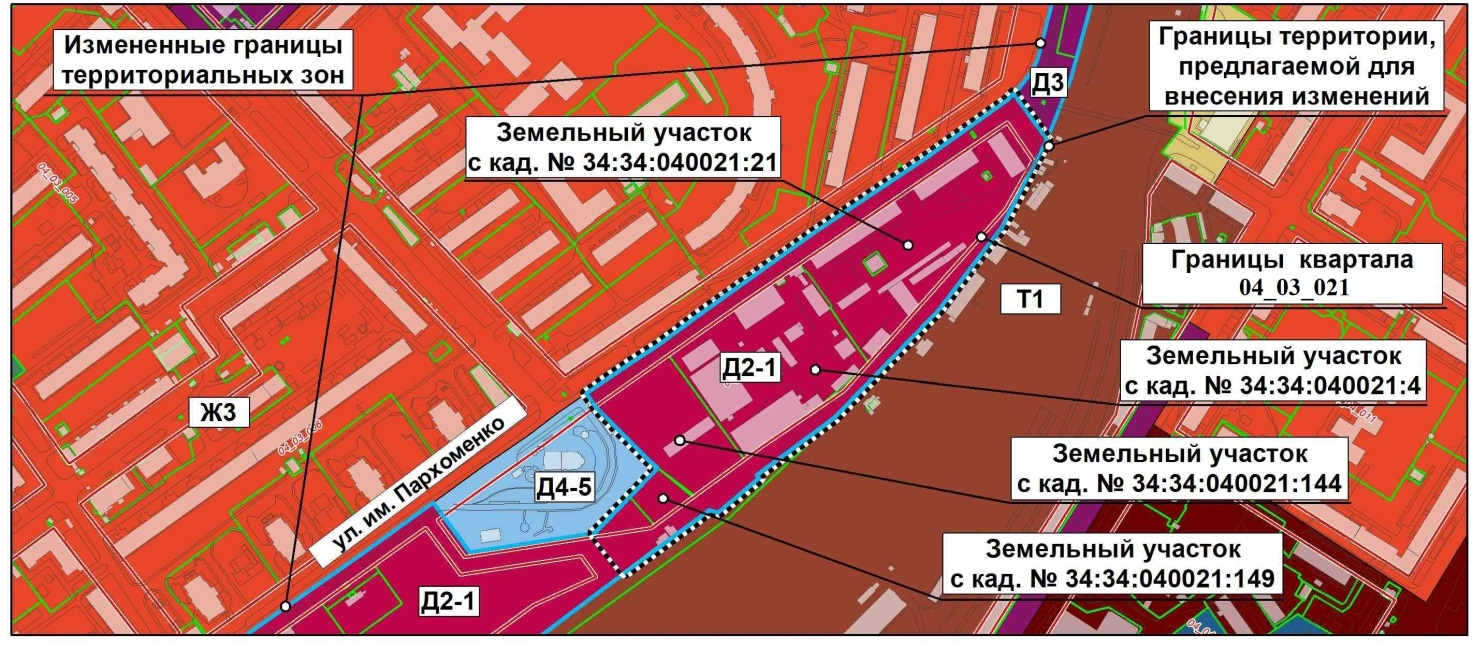 Измененные границы
территориальных зон
Границы территории,
предлагаемой для
внесения изменений
Д3
Земельный участок
с кад. № 34:34:040021:21
04_03_005
Границы квартала
04_03_021
Т1
Земельный участок
с кад. № 34:34:040021:4
Д2-1
Ж3
ул. им. Пархоменко
Земельный участок
с кад. № 34:34:040021:144
Д4-5
Земельный участок
с кад. № 34:34:040021:149
Д2-1